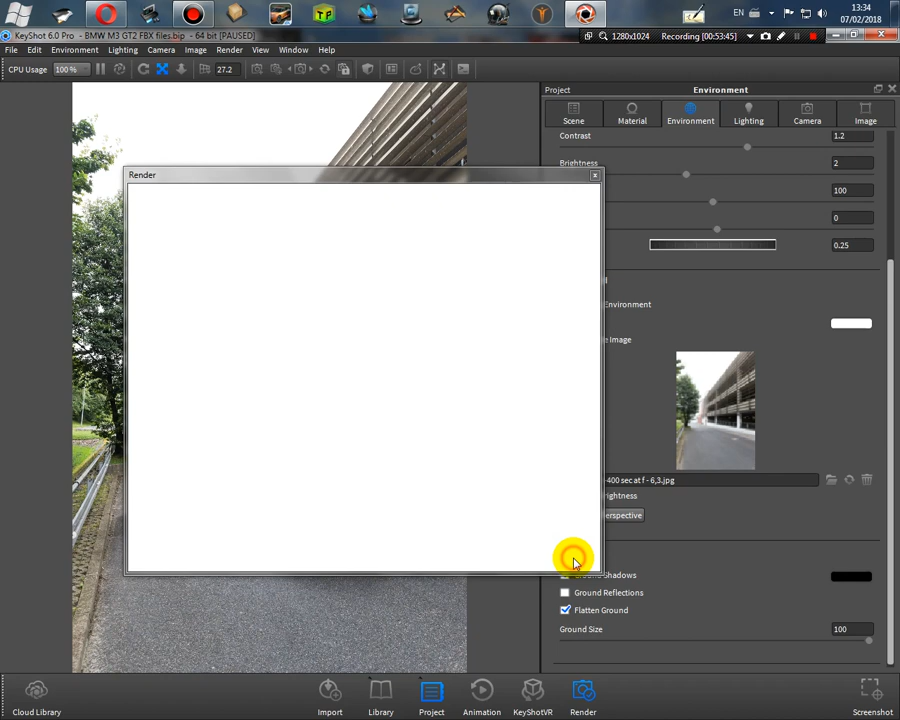 EN
13:34
07/02/2018
KeyShot 6.0 Pro - BMW M3 GT2 FBX files.bip - 64 bit [PAUSED]
1280x1024
Recording [00:53:45]
File Edit Environment Lighting Camera Image Render View Window Help
CPU Usage 100 % 27.2
Project Environment
Scene Material Environment Lighting Camera Image
Contrast 1.2
Brightness 2
100
0
0.25
Render
Environment
e Image
-400 sec at f - 6,3.jpg
ightness
erspective
Ground Shadows
Ground Reflections
Flatten Ground
Ground Size 100
Cloud Library Import Library Project Animation KeyShotVR Render Screenshot